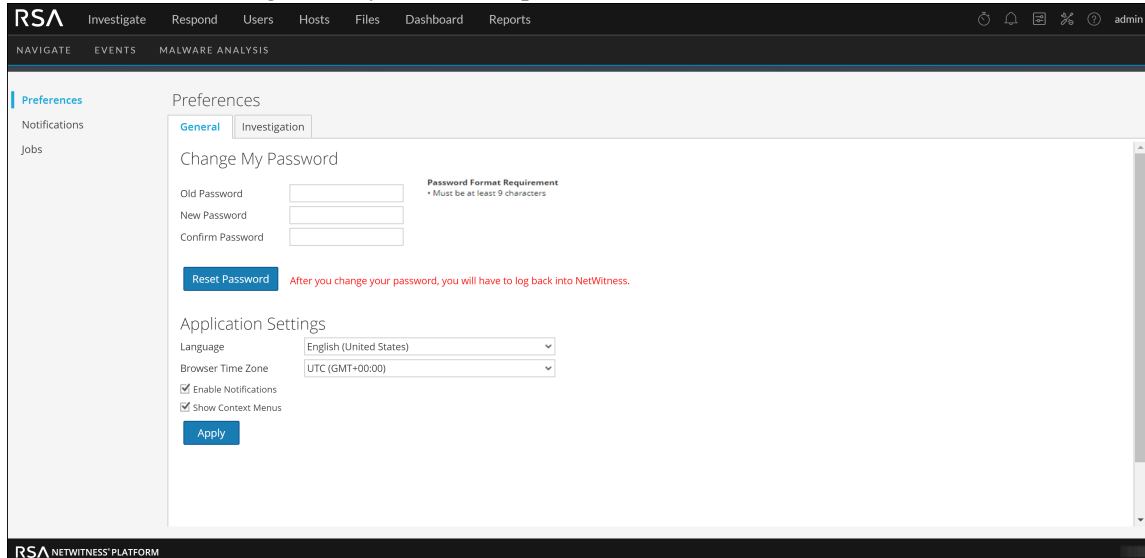 RSA Investigate Respond Users Hosts Files Dashboard Reports admin
NAVIGATE EVENTS MALWARE ANALYSIS
Preferences
Notifications
Jobs
Preferences
General Investigation
Change My Password
Old Password
New Password
Confirm Password
Password Format Requirement
• Must be at least 9 characters
Reset Password After you change your password, you will have to log back into NetWitness.
Application Settings
Language English (United States)
Browser Time Zone UTC (GMT+00:00)
Enable Notifications
Show Context Menus
Apply
RSA NETWITNESS® PLATFORM